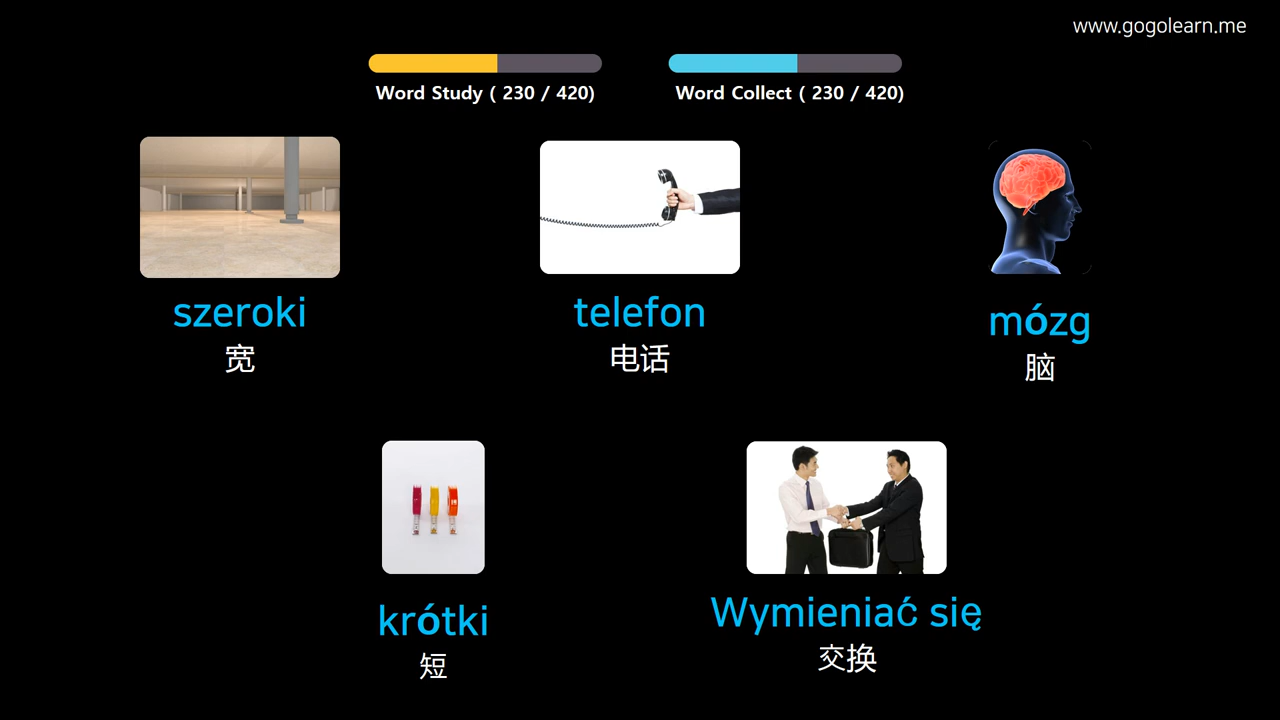 www.gogolearn.me
Word Study ( 230 / 420)
Word Collect ( 230 / 420)
szeroki
宽
telefon
电话
mózg
脑
krótki
短
Wymieniać się
交换